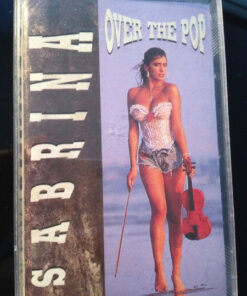 OVER THE POP
SABRINA